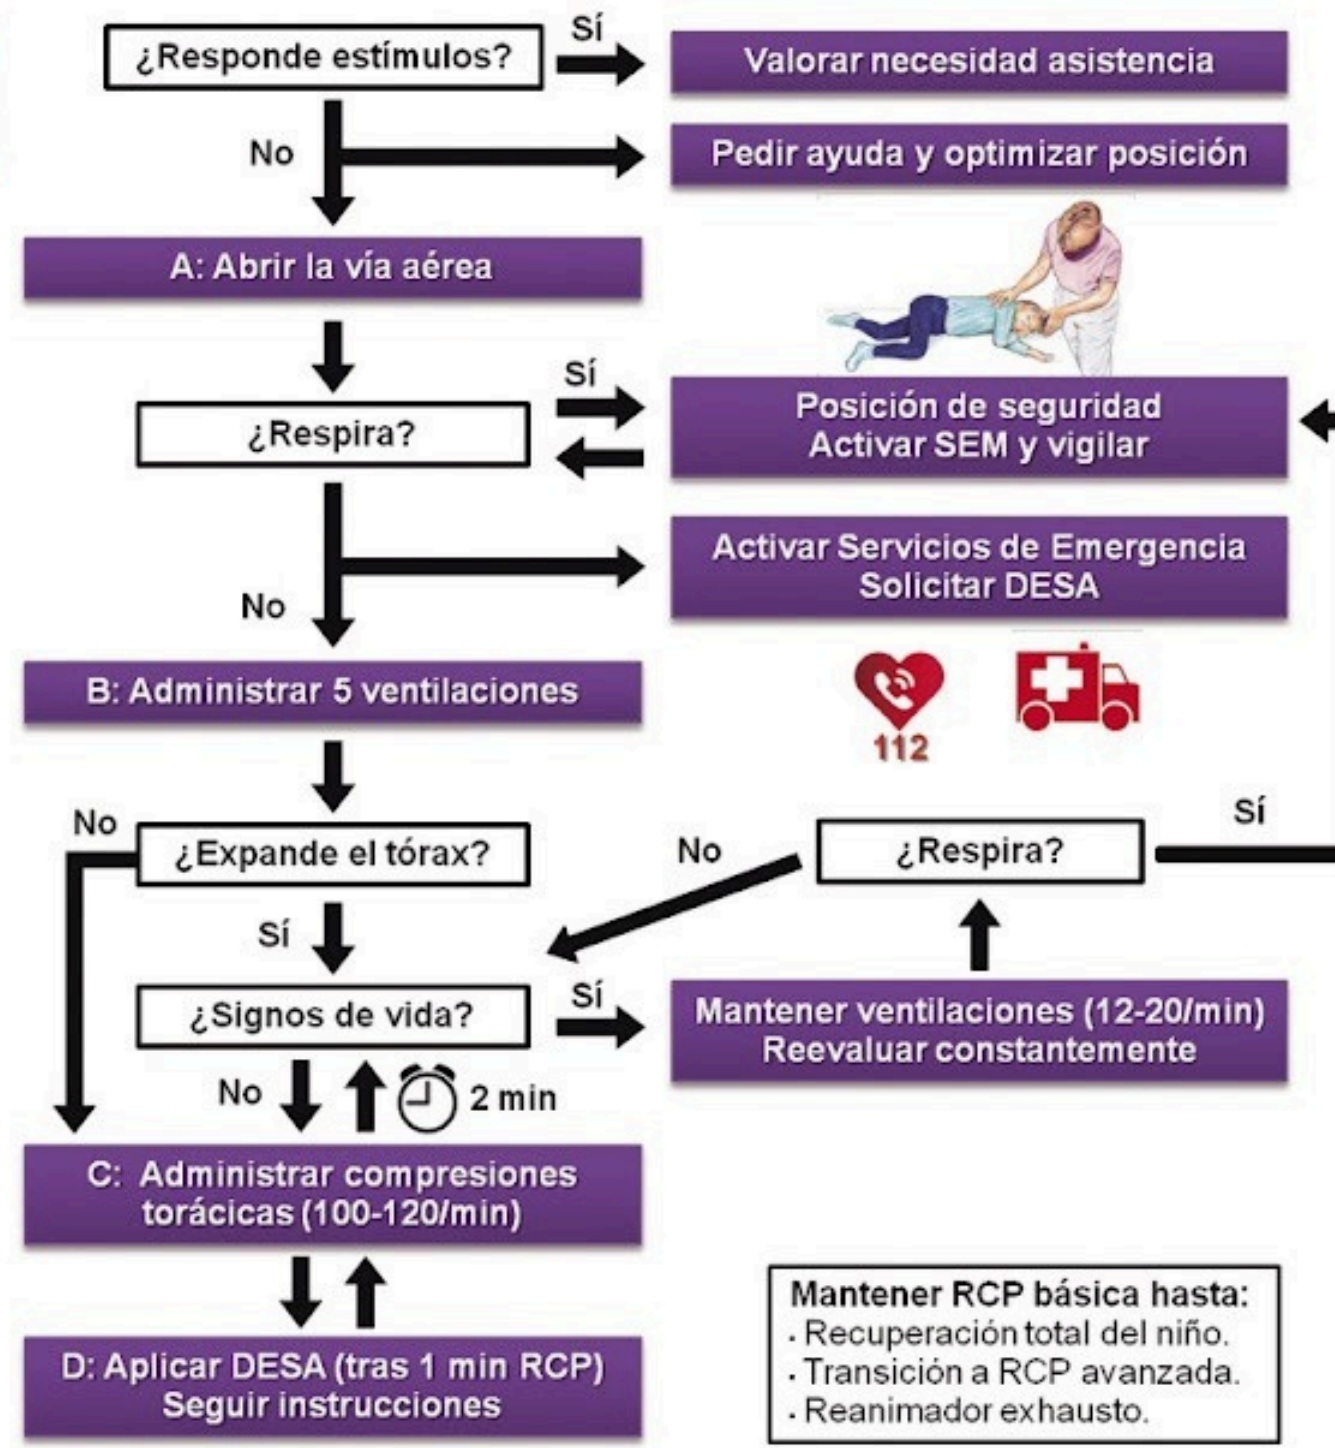 ¿Responde estímulos?
Sí
Valorar necesidad asistencia
No
Pedir ayuda y optimizar posición
A: Abrir la vía aérea
¿Respira?
Sí
Posición de seguridad
Activar SEM y vigilar
No
Activar Servicios de Emergencia
Solicitar DESA
112
B: Administrar 5 ventilaciones
No
¿Expande el tórax?
No
¿Respira?
Sí
Sí
¿Signos de vida?
Sí
Mantener ventilaciones (12-20/min)
Reevaluar constantemente
No
2 min
C: Administrar compresiones
torácicas (100-120/min)
D: Aplicar DESA (tras 1 min RCP)
Seguir instrucciones
Mantener RCP básica hasta:
· Recuperación total del niño.
· Transición a RCP avanzada.
· Reanimador exhausto.